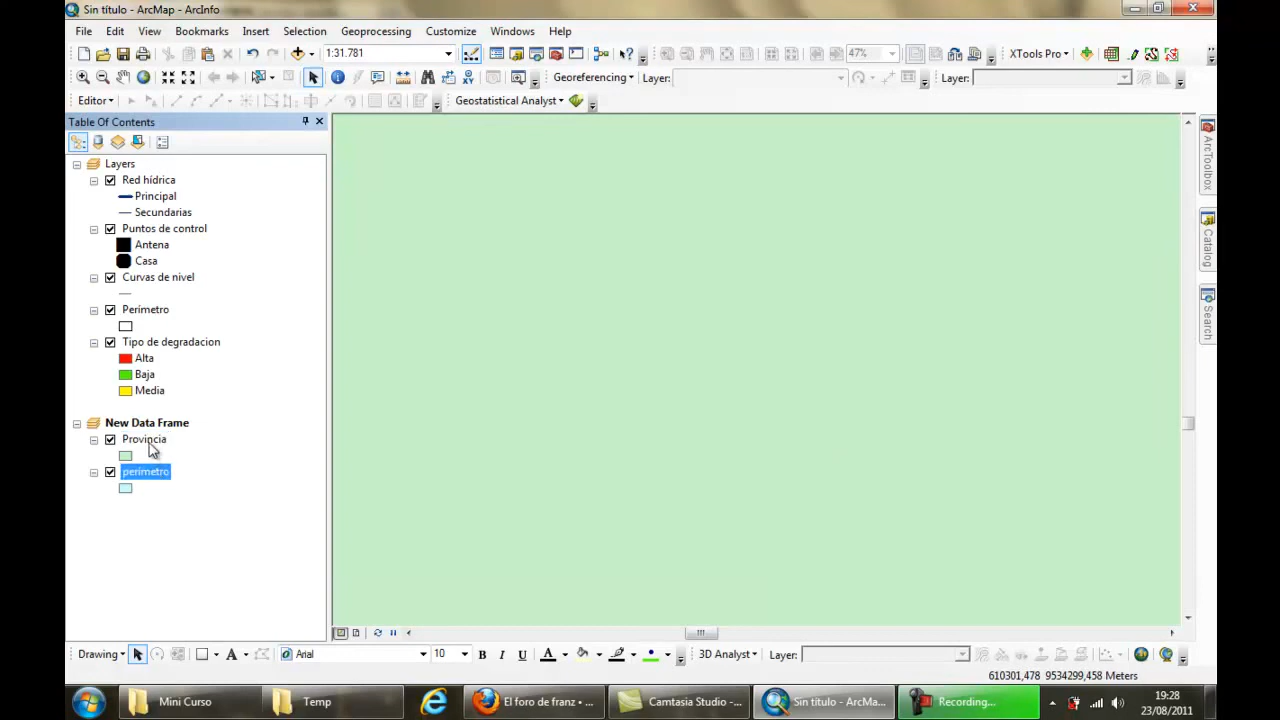 Sin título - ArcMap - ArcInfo
File Edit View Bookmarks Insert Selection Geoprocessing Customize Windows Help
1:31.781 47% XTools Pro
Georeferencing Layer: Layer:
Editor Geostatistical Analyst
Table Of Contents
Layers
Red hídrica
Principal
Secundarias
Puntos de control
Antena
Casa
Curvas de nivel
Perímetro
Tipo de degradacion
Alta
Baja
Media
New Data Frame
Provincia
perimetro
ArcToolbox
Catalog
Search
Drawing A Arial 10 B I U A 3D Analyst Layer:
610301,478 9534299,458 Meters
Mini Curso Temp El foro de franz • ... Camtasia Studio -... Sin título - ArcMa... Recording...
19:28
23/08/2011